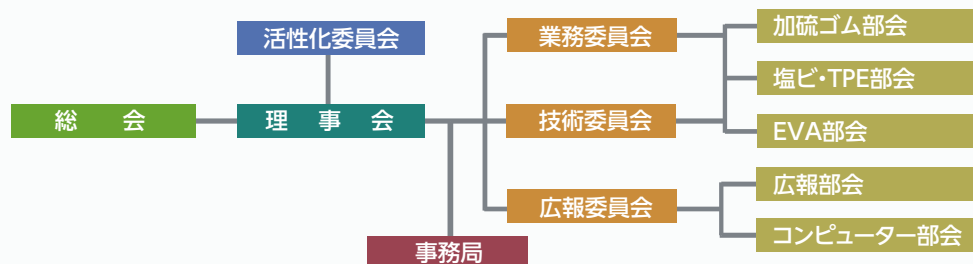 活性化委員会
総会
理事会
事務局
業務委員会
技術委員会
広報委員会
加硫ゴム部会
塩ビ・TPE部会
EVA部会
広報部会
コンピューター部会